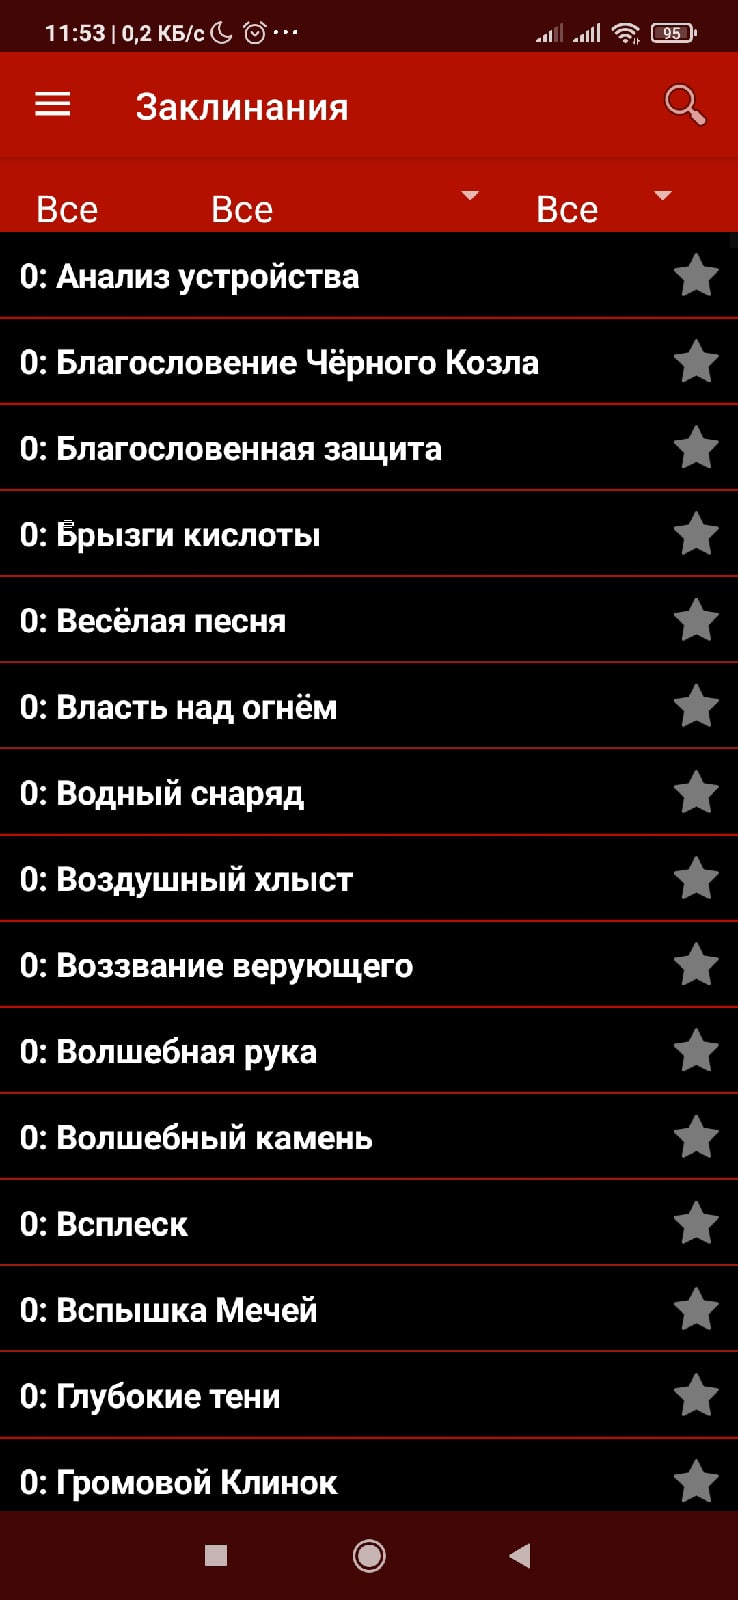 11:53 | 0,2 КБ/с ... 95
Заклинания
Все Все Все
0: Анализ устройства
0: Благословение Чёрного Козла
0: Благословенная защита
0: Брызги кислоты
0: Весёлая песня
0: Власть над огнём
0: Водный снаряд
0: Воздушный хлыст
0: Воззвание верующего
0: Волшебная рука
0: Волшебный камень
0: Всплеск
0: Вспышка Мечей
0: Глубокие тени
0: Громовой Клинок